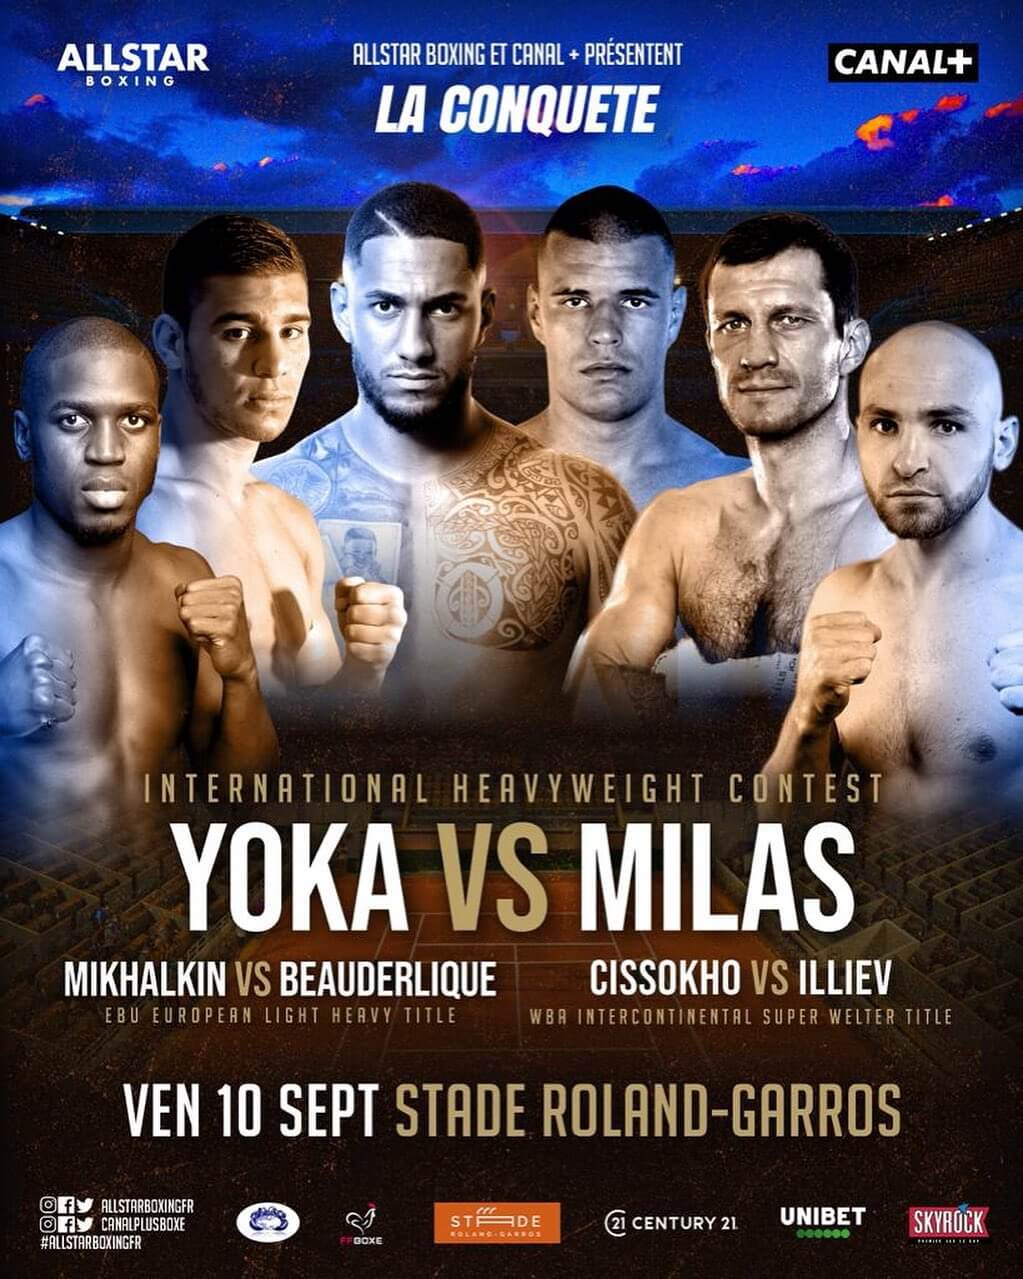 ALLSTAR
BOXING
ALLSTAR BOXING ET CANAL + PRÉSENTENT
LA CONQUETE
CANAL+
INTERNATIONAL HEAVYWEIGHT CONTEST
YOKA VS MILAS
MIKHALKIN VS BEAUDERLIQUE
EBU EUROPEAN LIGHT HEAVY TITLE
CISSOKHO VS ILLIEV
WBA INTERCONTINENTAL SUPER WELTER TITLE
VEN 10 SEPT STADE ROLAND-GARROS
ALLSTARBOXINGFR
CANALPLUSBOXE
#ALLSTARBOXINGFR
FFBOXE
STADE
ROLAND-GARROS
C21 CENTURY 21.
UNIBET
SKYROCK